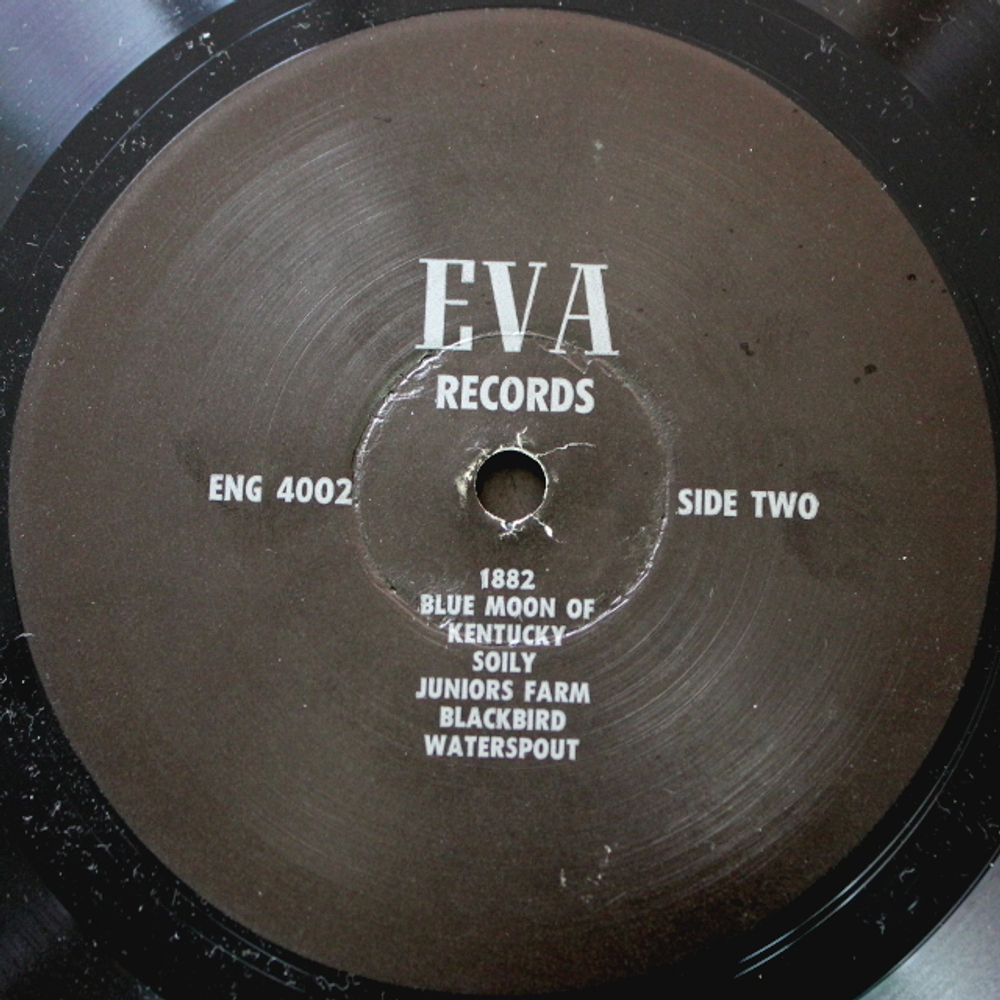 EVA
RECORDS
ENG 4002
SIDE TWO
1882
BLUE MOON OF
KENTUCKY
SOILY
JUNIORS FARM
BLACKBIRD
WATERSPOUT